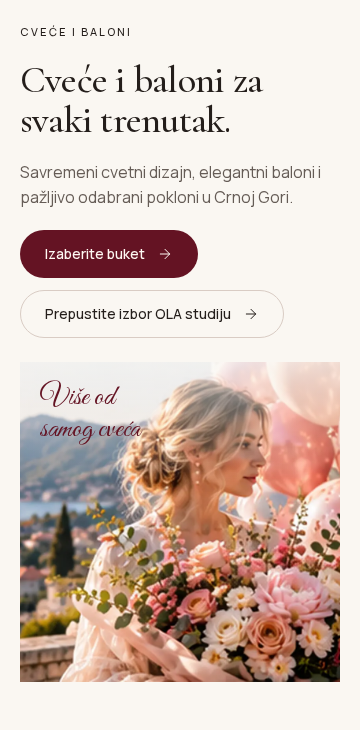 CVEĆE I BALONI
Cveće i baloni za
svaki trenutak.
Savremeni cvetni dizajn, elegantni baloni i
pažljivo odabrani pokloni u Crnoj Gori.
Izaberite buket →
Prepustite izbor OLA studiju →
Više od
samog cveća